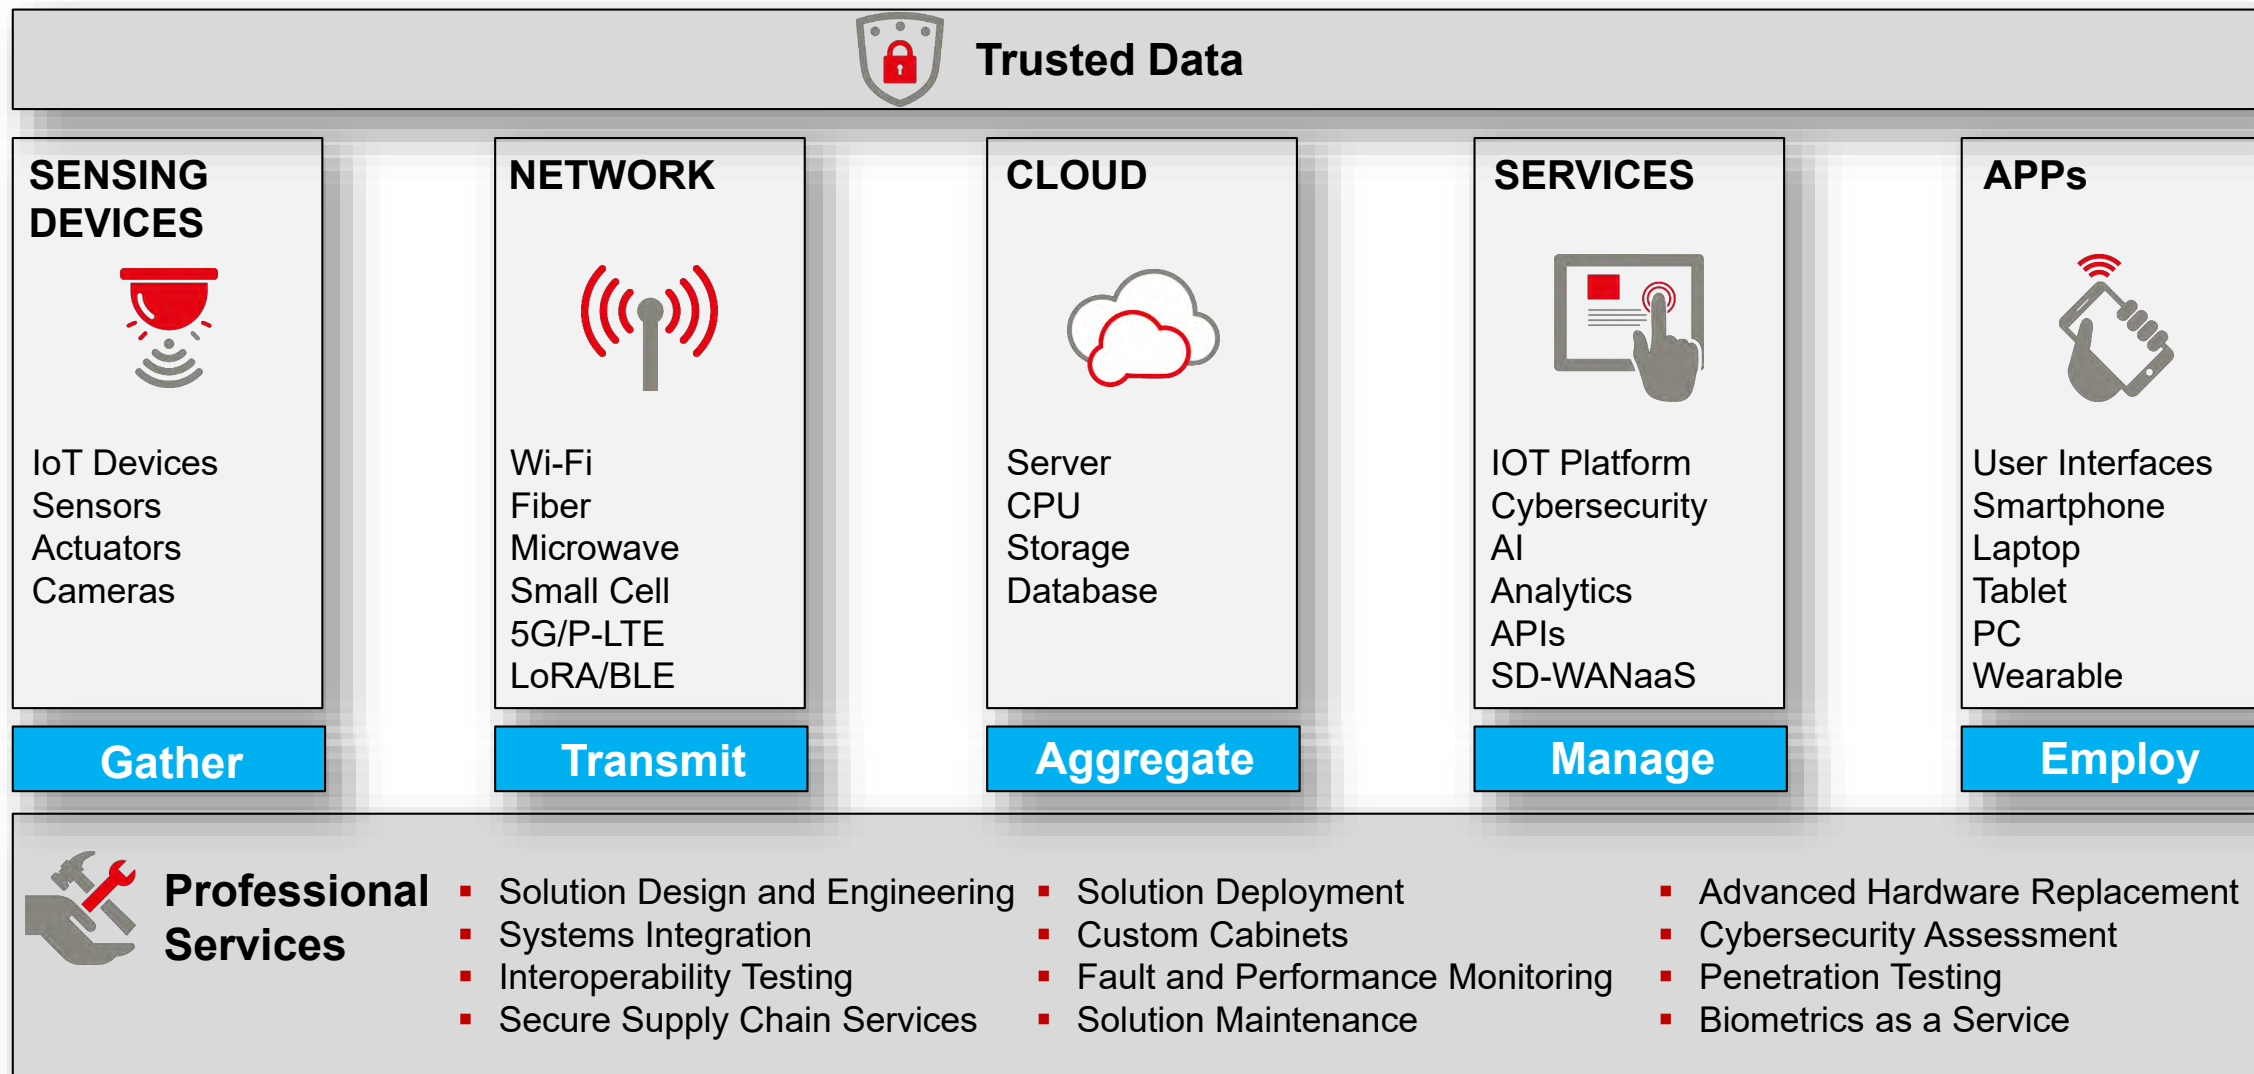 Trusted Data
SENSING
DEVICES
IoT Devices
Sensors
Actuators
Cameras
Gather
NETWORK
Wi-Fi
Fiber
Microwave
Small Cell
5G/P-LTE
LoRA/BLE
Transmit
CLOUD
Server
CPU
Storage
Database
Aggregate
SERVICES
IOT Platform
Cybersecurity
AI
Analytics
APIs
SD-WANaaS
Manage
APPs
User Interfaces
Smartphone
Laptop
Tablet
PC
Wearable
Employ
Professional
Services
▪ Solution Design and Engineering
▪ Systems Integration
▪ Interoperability Testing
▪ Secure Supply Chain Services
▪ Solution Deployment
▪ Custom Cabinets
▪ Fault and Performance Monitoring
▪ Solution Maintenance
▪ Advanced Hardware Replacement
▪ Cybersecurity Assessment
▪ Penetration Testing
▪ Biometrics as a Service